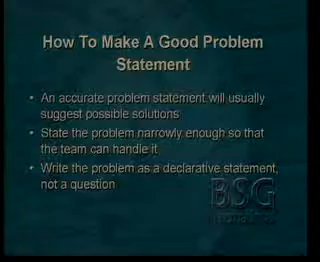 How To Make A Good Problem
Statement
• An accurate problem statement will usually
suggest possible solutions
• State the problem narrowly enough so that
the team can handle it
• Write the problem as a declarative statement,
not a question
BSG